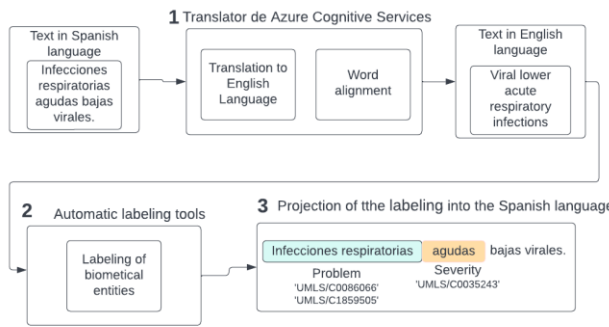 1 Translator de Azure Cognitive Services
Text in Spanish
language
Infecciones
respiratorias
agudas bajas
virales.
Translation to
English
Language
Word
alignment
Text in English
language
Viral lower
acute
respiratory
infections
2 Automatic labeling tools
Labeling of
biometical
entities
3 Projection of tthe labeling into the Spanish language
Infecciones respiratorias agudas bajas virales.
Problem
'UMLS/C0086066'
'UMLS/C1859505'
Severity
'UMLS/C0035243'